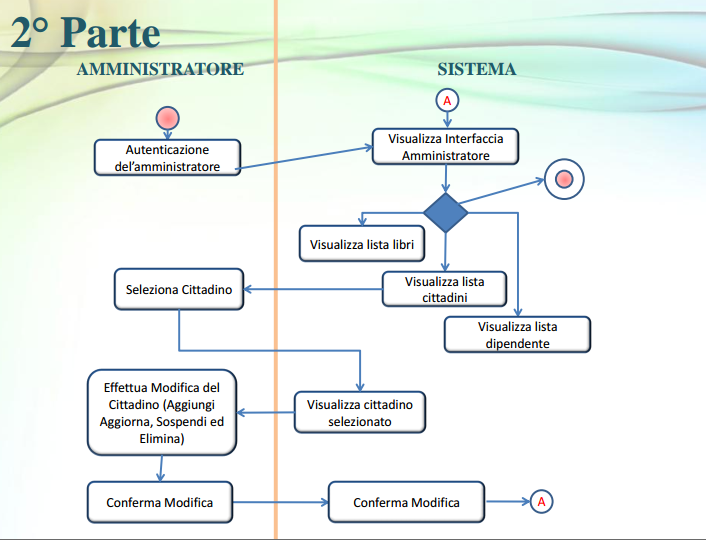 2° Parte
AMMINISTRATORE
SISTEMA
A
Autenticazione
del'amministratore
Visualizza Interfaccia
Amministratore
Visualizza lista libri
Seleziona Cittadino
Visualizza lista
cittadini
Visualizza lista
dipendente
Effettua Modifica del
Cittadino (Aggiungi
Aggiorna, Sospendi ed
Elimina)
Visualizza cittadino
selezionato
Conferma Modifica
Conferma Modifica
A